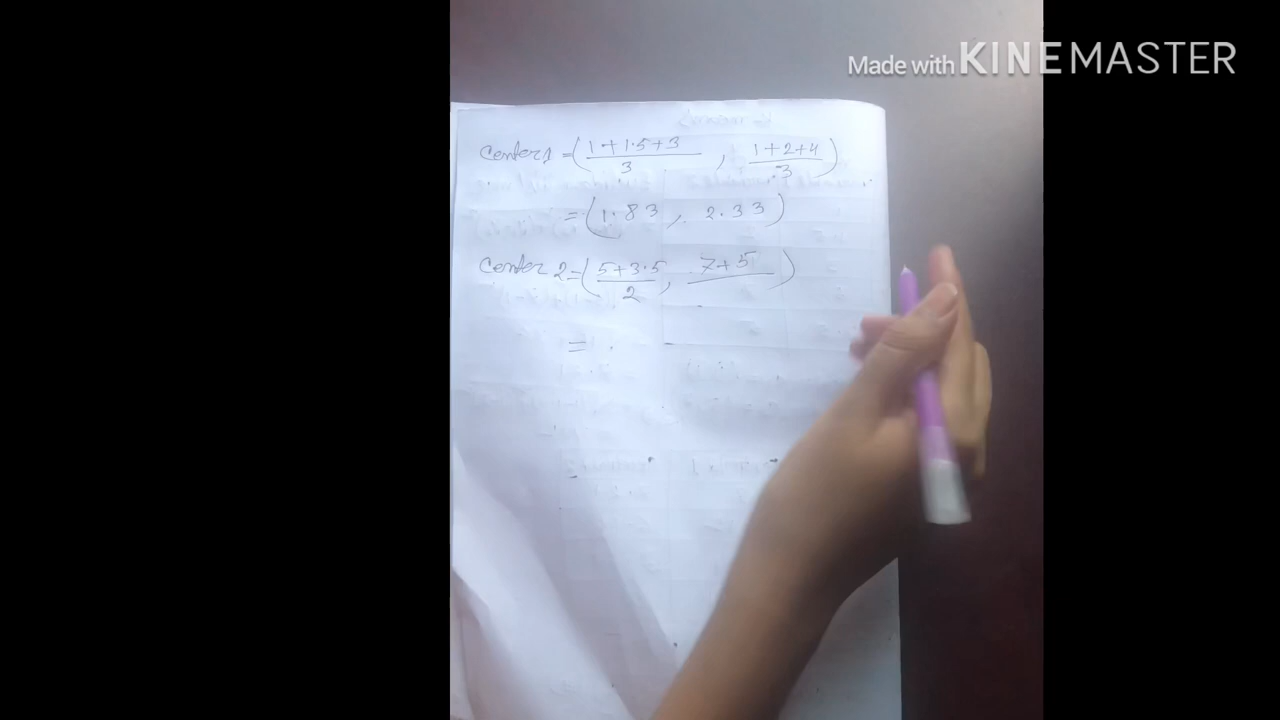 Made with KINEMASTER
Center1 = (1+1.5+3/3, 1+2+4/3)
= (1.83, 2.33)
Center 2 = (5+3.5/2, 7+5/)
=